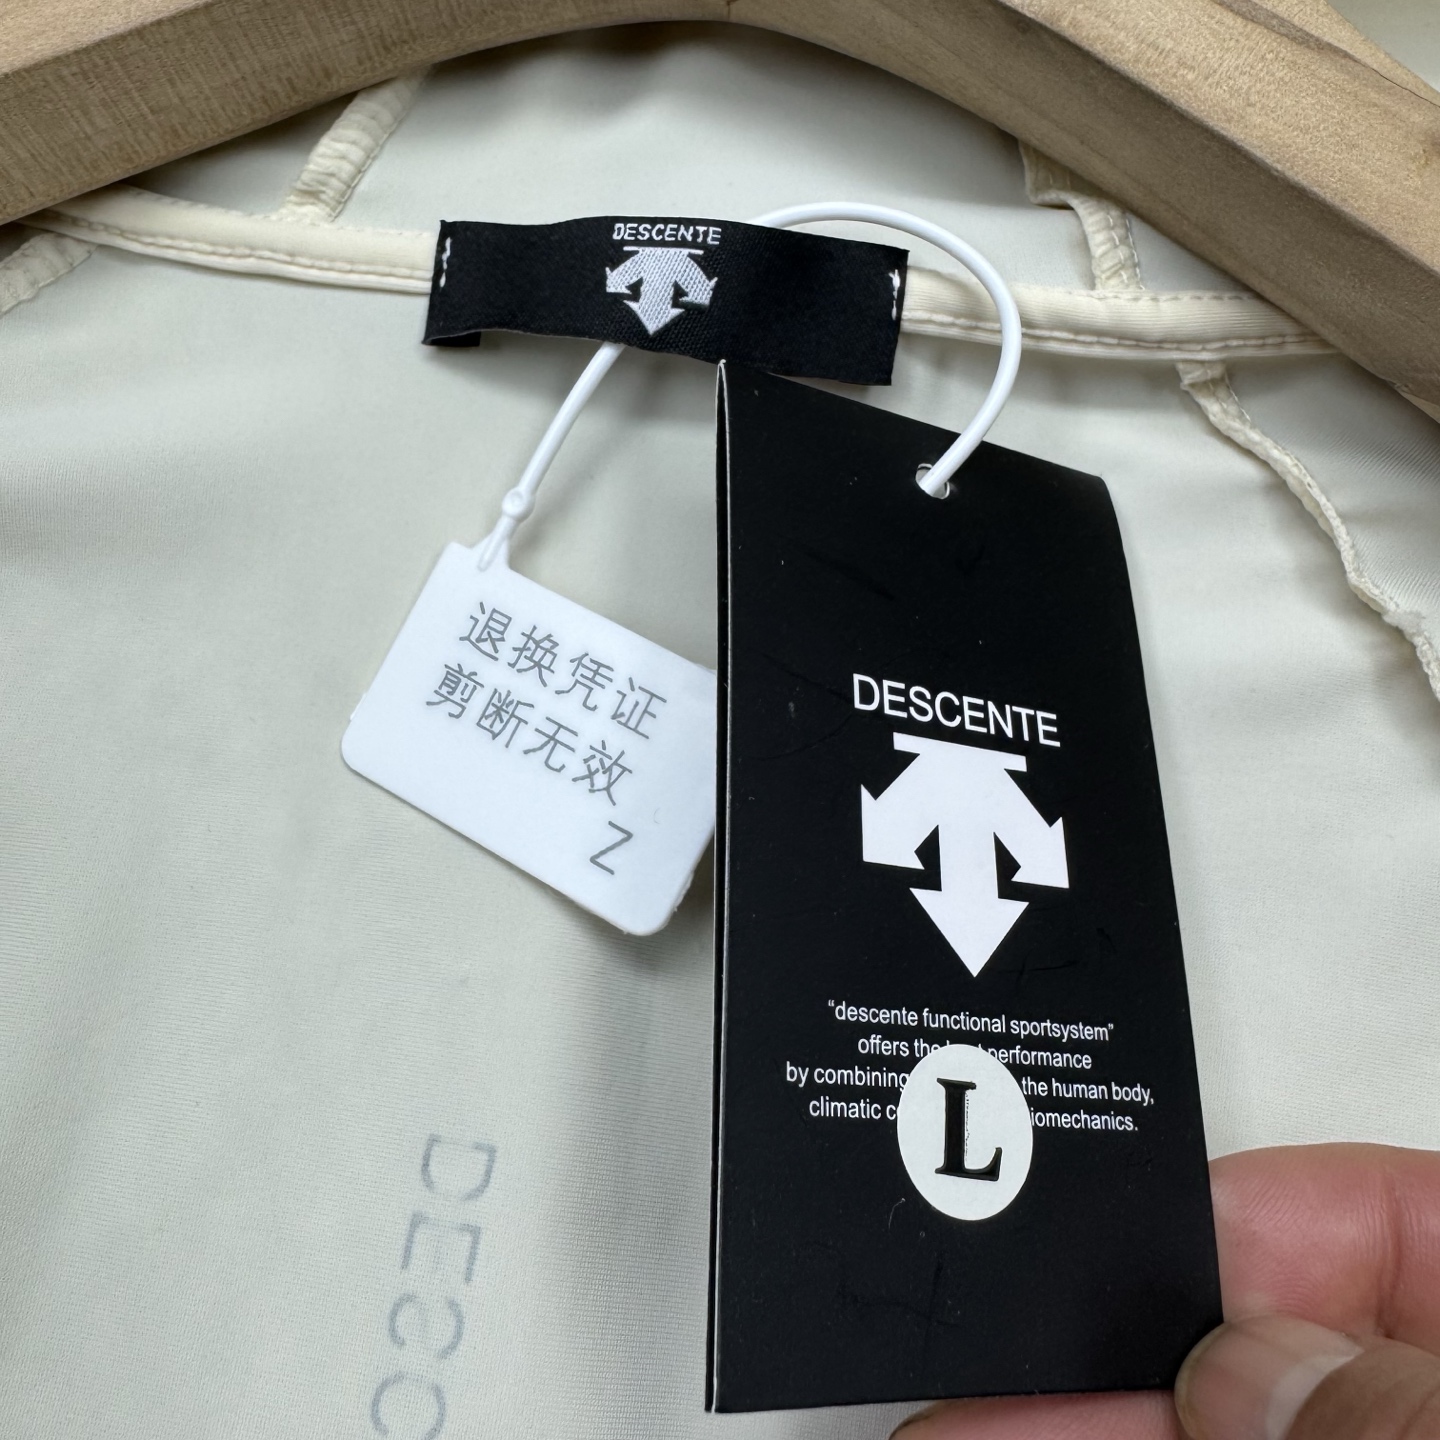 DESCENTE
退换凭证
剪断无效
Z
DESCENTE
“descente functional sportsystem”
offers the performance
by combining the human body,
climatic
L
DESC